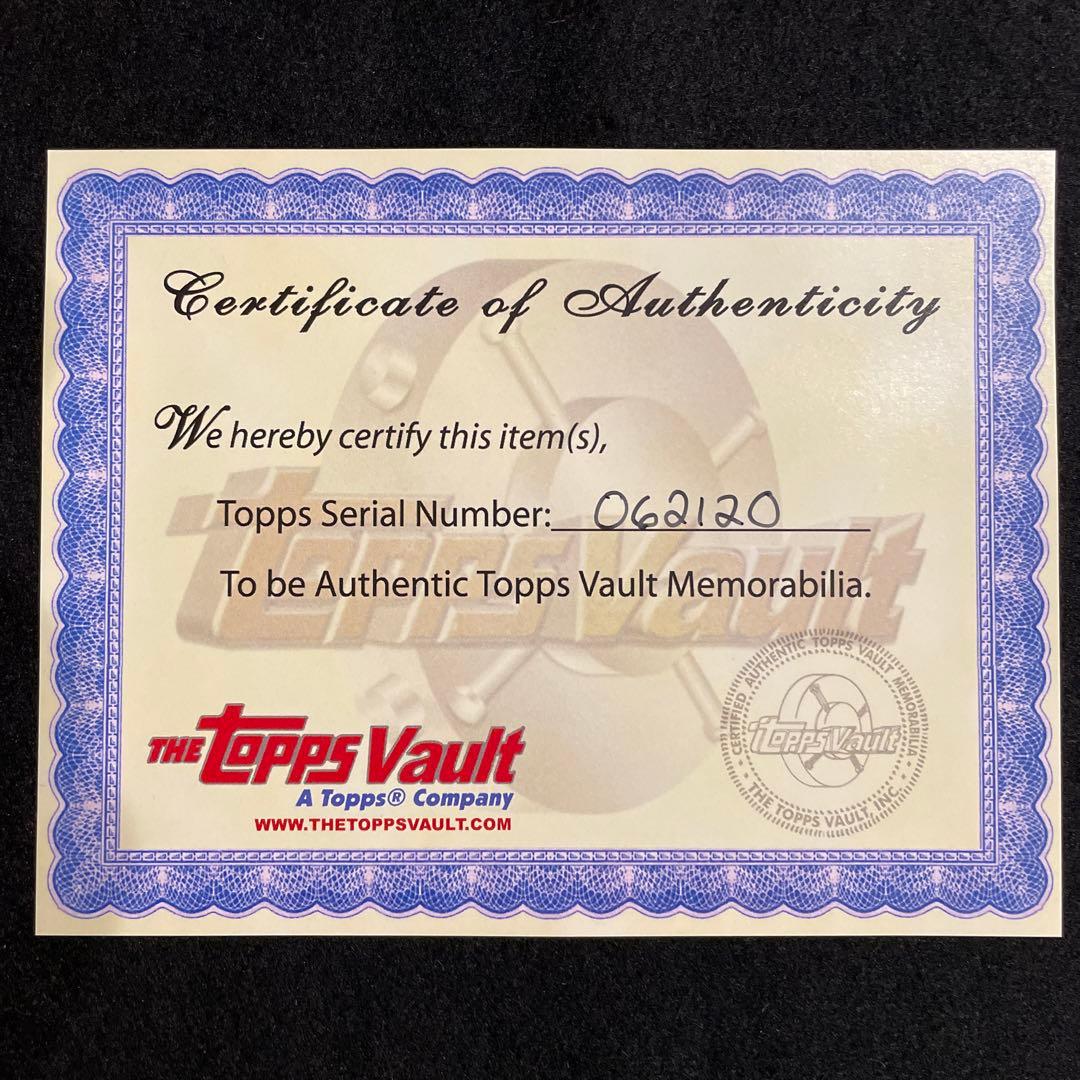 Certificate of Authenticity
We hereby certify this item(s),
Topps Serial Number: 062120
To be Authentic Topps Vault Memorabilia.
Topps Vault
THE Topps Vault
A Topps® Company
WWW.THETOPPSVAULT.COM
CERTIFIED AUTHENTIC TOPPS VAULT MEMORABILIA
Topps Vault
THE TOPPS VAULT, INC.